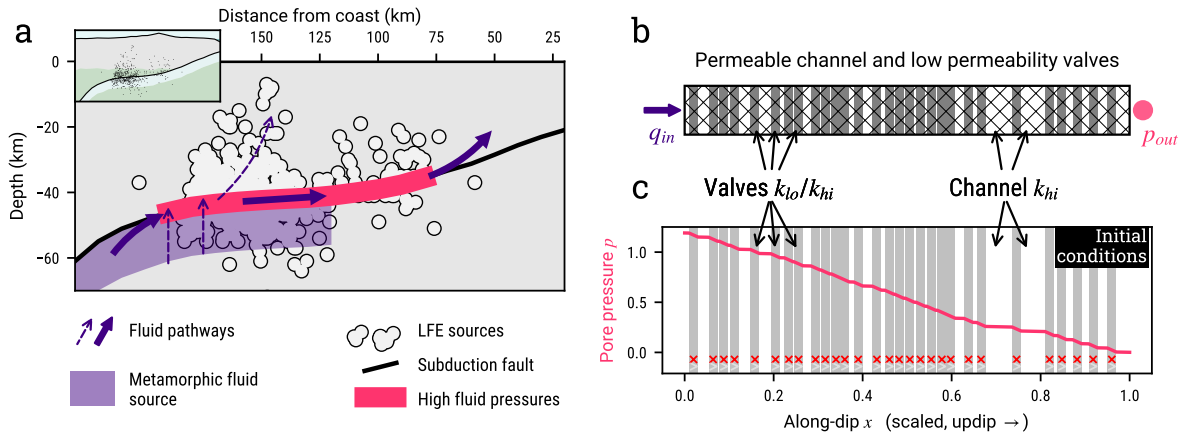 a
Distance from coast (km)
150 125 100 75 50 25
0
−20
−40
−60
Depth (km)
Fluid pathways
Metamorphic fluid
source
LFE sources
Subduction fault
High fluid pressures
b
Permeable channel and low permeability valves
q_in
p_out
Valves k_lo/k_hi
Channel k_hi
c
Initial
conditions
Pore pressure p
1.0
0.5
0.0
0.0 0.2 0.4 0.6 0.8 1.0
Along-dip x (scaled, updip →)